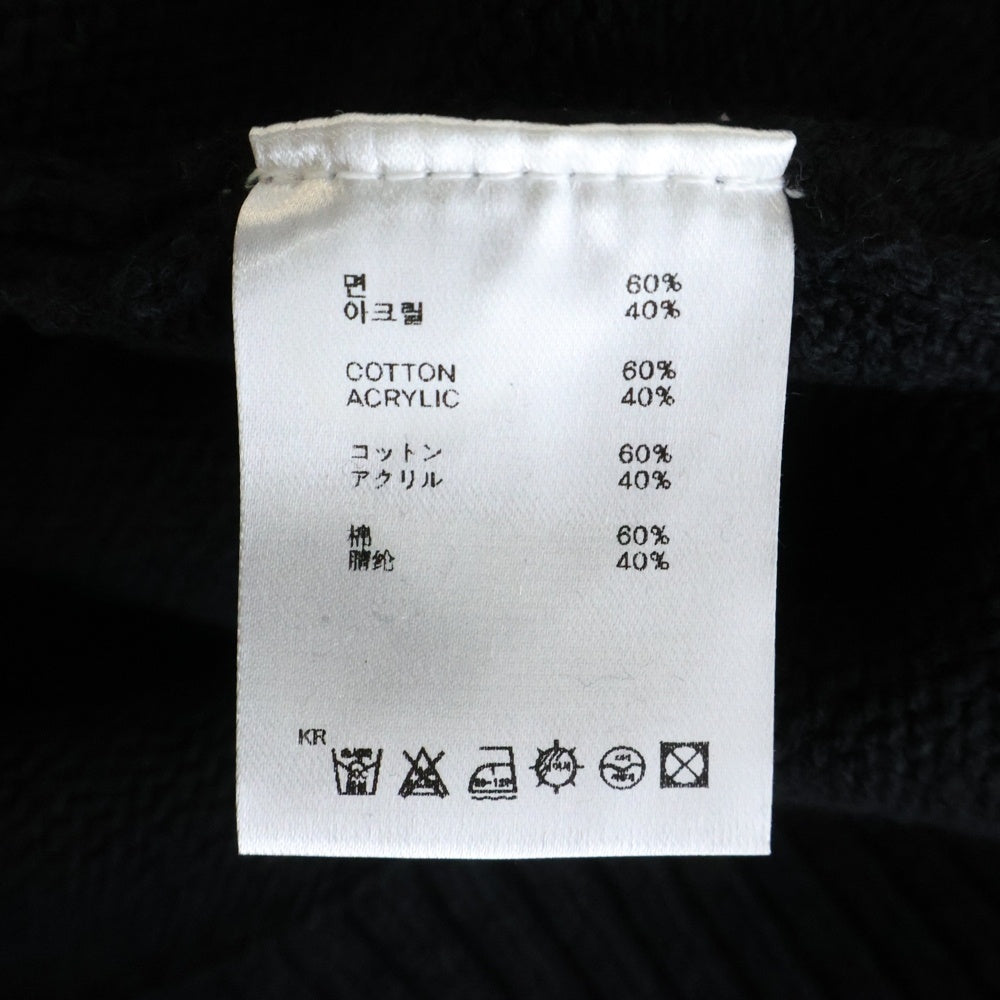 면 60%
아크릴 40%
COTTON 60%
ACRYLIC 40%
コットン 60%
アクリル 40%
棉 60%
腈纶 40%
KR